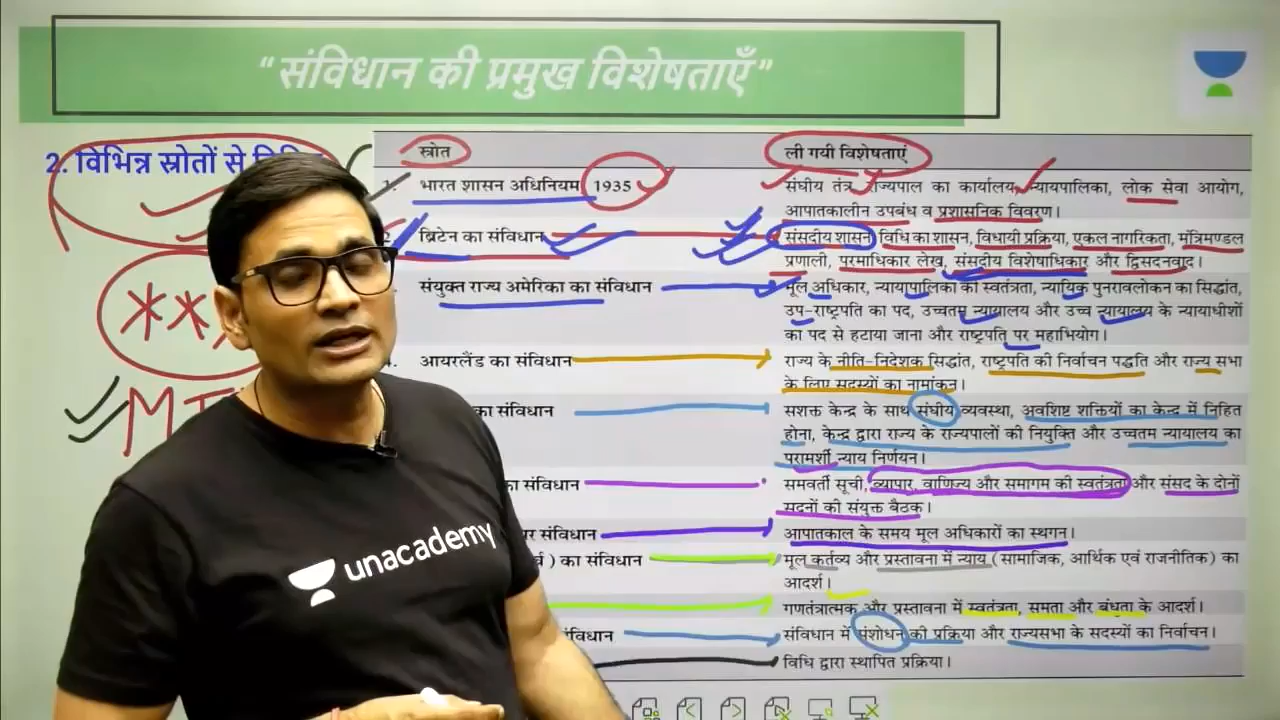 “संविधान की प्रमुख विशेषताएँ”
2. विभिन्न स्रोतों से
स्रोत ली गयी विशेषताएं
1. भारत शासन अधिनियम 1935 संघीय तंत्र, राज्यपाल का कार्यालय, न्यायपालिका, लोक सेवा आयोग,
आपातकालीन उपबंध व प्रशासनिक विवरण।
2. ब्रिटेन का संविधान संसदीय शासन, विधि का शासन, विधायी प्रक्रिया, एकल नागरिकता, मंत्रिमण्डल
प्रणाली, परमाधिकार लेख, संसदीय विशेषाधिकार और द्विसदनवाद।
संयुक्त राज्य अमेरिका का संविधान मूल अधिकार, न्यायपालिका की स्वतंत्रता, न्यायिक पुनरावलोकन का सिद्धांत,
उप-राष्ट्रपति का पद, उच्चतम न्यायालय और उच्च न्यायालय के न्यायाधीशों
का पद से हटाया जाना और राष्ट्रपति पर महाभियोग।
आयरलैंड का संविधान राज्य के नीति-निदेशक सिद्धांत, राष्ट्रपति की निर्वाचन पद्धति और राज्य सभा
के लिए सदस्यों का नामांकन।
का संविधान सशक्त केन्द्र के साथ संघीय व्यवस्था, अवशिष्ट शक्तियों का केन्द्र में निहित
होना, केन्द्र द्वारा राज्य के राज्यपालों की नियुक्ति और उच्चतम न्यायालय का
परामर्शी न्याय निर्णयन।
का संविधान समवर्ती सूची, व्यापार, वाणिज्य और समागम की स्वतंत्रता और संसद के दोनों
सदनों की संयुक्त बैठक।
संविधान आपातकाल के समय मूल अधिकारों का स्थगन।
) का संविधान मूल कर्तव्य और प्रस्तावना में न्याय (सामाजिक, आर्थिक एवं राजनीतिक) का
आदर्श।
गणतंत्रात्मक और प्रस्तावना में स्वतंत्रता, समता और बंधुता के आदर्श।
संविधान संविधान में संशोधन की प्रक्रिया और राज्यसभा के सदस्यों का निर्वाचन।
विधि द्वारा स्थापित प्रक्रिया।
unacademy